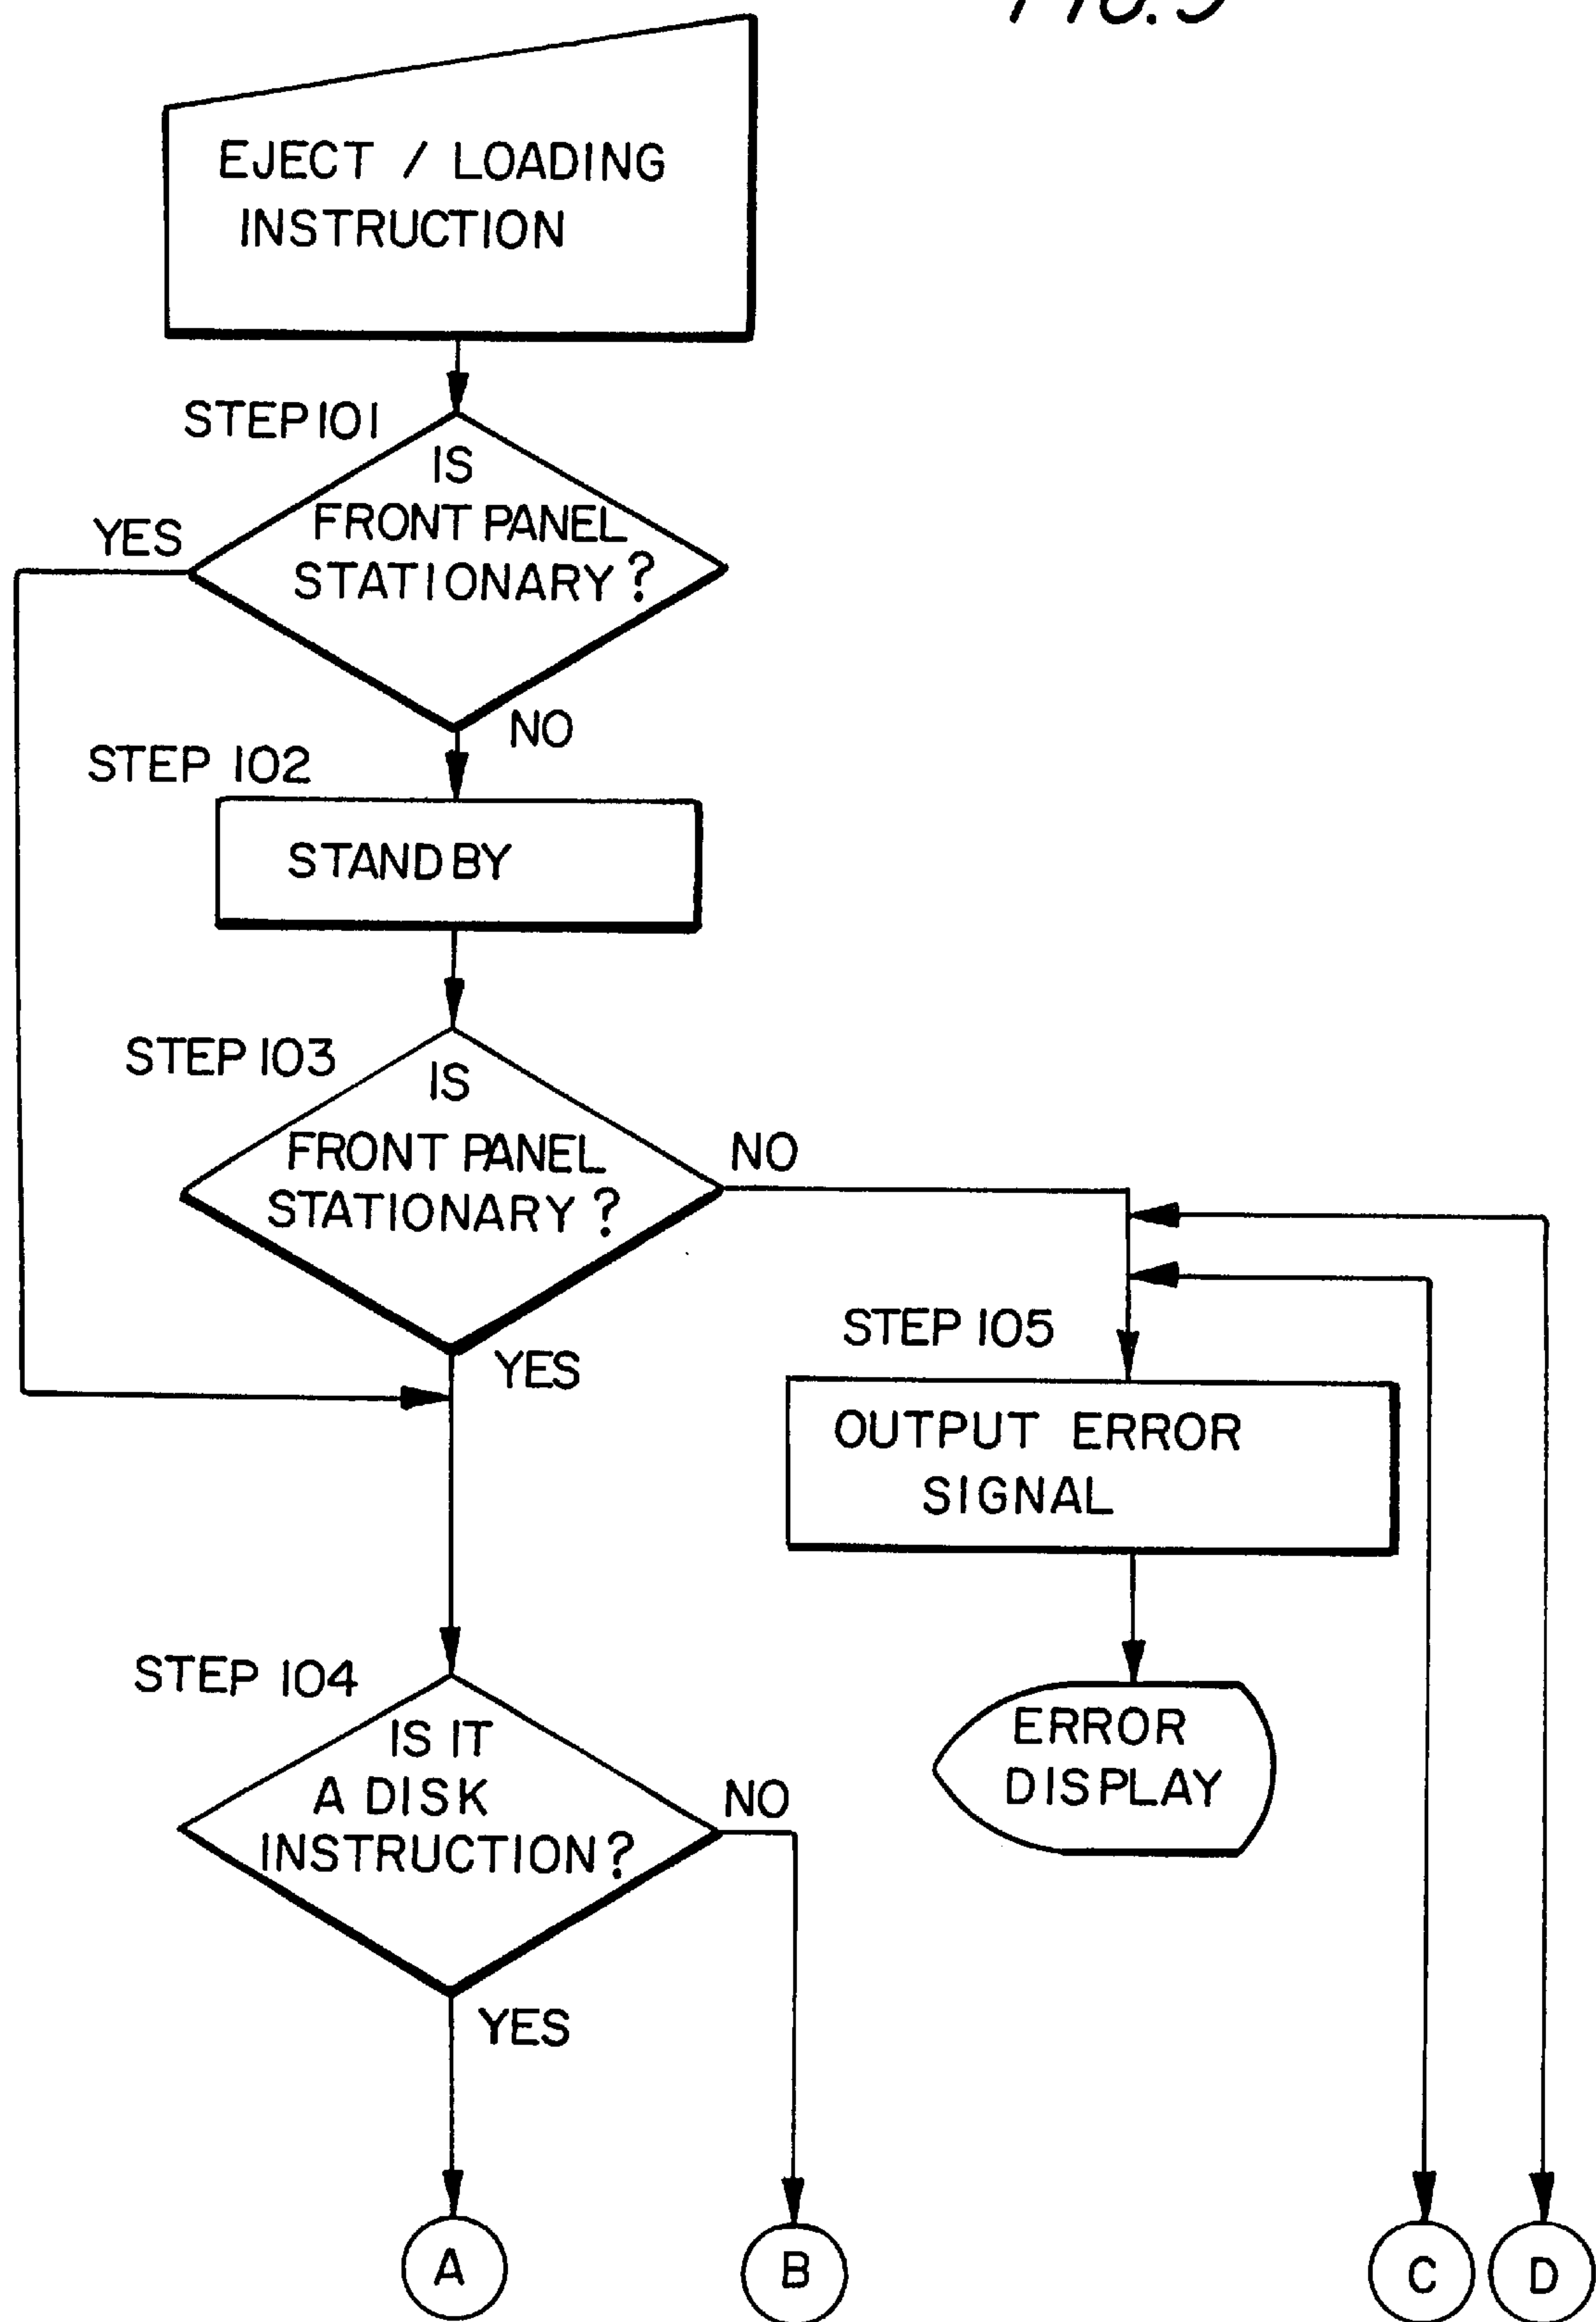 EJECT / LOADING
INSTRUCTION
STEP 101
IS
FRONT PANEL
STATIONARY?
YES
NO
STEP 102
STANDBY
STEP 103
IS
FRONT PANEL
STATIONARY?
NO
YES
STEP 105
OUTPUT ERROR
SIGNAL
ERROR
DISPLAY
STEP 104
IS IT
A DISK
INSTRUCTION?
NO
YES
A
B
C
D